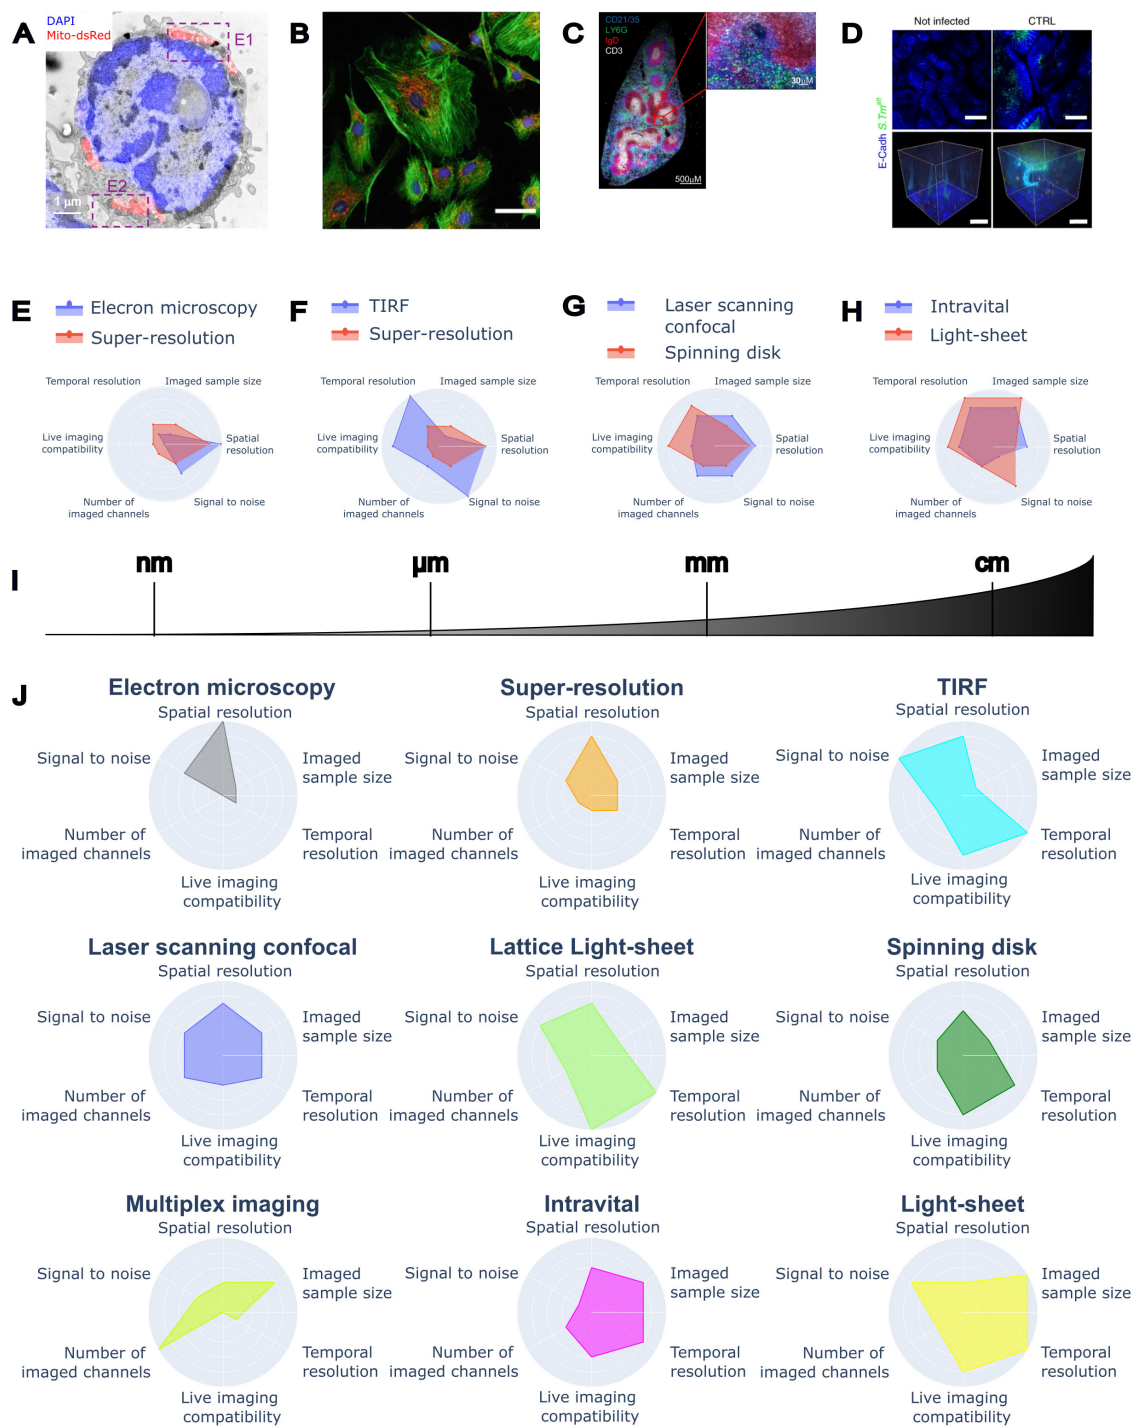 A
DAPI
Mito-dsRed
E1
E2
1 µm
B
C
CD21/35
LY6G
IgD
CD3
30µM
500µM
D
Not infected
CTRL
E-Cadh S.Tm gfp
E
Elecron microscopy
Super-resolution
Temporal resolution
Imaged sample size
Live imaging
compatibility
Spatial
resolution
Number of
imaged channels
Signal to noise
F
TIRF
Super-resolution
Temporal resolution
Imaged sample size
Live imaging
compatibility
Spatial
resolution
Number of
imaged channels
Signal to noise
G
Laser scanning
confocal
Spinning disk
Temporal resolution
Imaged sample size
Live imaging
compatibility
Spatial
resolution
Number of
imaged channels
Signal to noise
H
Intravital
Light-sheet
Temporal resolution
Imaged sample size
Live imaging
compatibility
Spatial
resolution
Number of
imaged channels
Signal to noise
I
nm
µm
mm
cm
J
Electron microscopy
Spatial resolution
Signal to noise
Imaged
sample size
Number of
imaged channels
Temporal
resolution
Live imaging
compatibility
Super-resolution
Spatial resolution
Signal to noise
Imaged
sample size
Number of
imaged channels
Temporal
resolution
Live imaging
compatibility
TIRF
Spatial resolution
Signal to noise
Imaged
sample size
Number of
imaged channels
Temporal
resolution
Live imaging
compatibility
Laser scanning confocal
Spatial resolution
Signal to noise
Imaged
sample size
Number of
imaged channels
Temporal
resolution
Live imaging
compatibility
Lattice Light-sheet
Spatial resolution
Signal to noise
Imaged
sample size
Number of
imaged channels
Temporal
resolution
Live imaging
compatibility
Spinning disk
Spatial resolution
Signal to noise
Imaged
sample size
Number of
imaged channels
Temporal
resolution
Live imaging
compatibility
Multiplex imaging
Spatial resolution
Signal to noise
Imaged
sample size
Number of
imaged channels
Temporal
resolution
Live imaging
compatibility
Intravital
Spatial resolution
Signal to noise
Imaged
sample size
Number of
imaged channels
Temporal
resolution
Live imaging
compatibility
Light-sheet
Spatial resolution
Signal to noise
Imaged
sample size
Number of
imaged channels
Temporal
resolution
Live imaging
compatibility